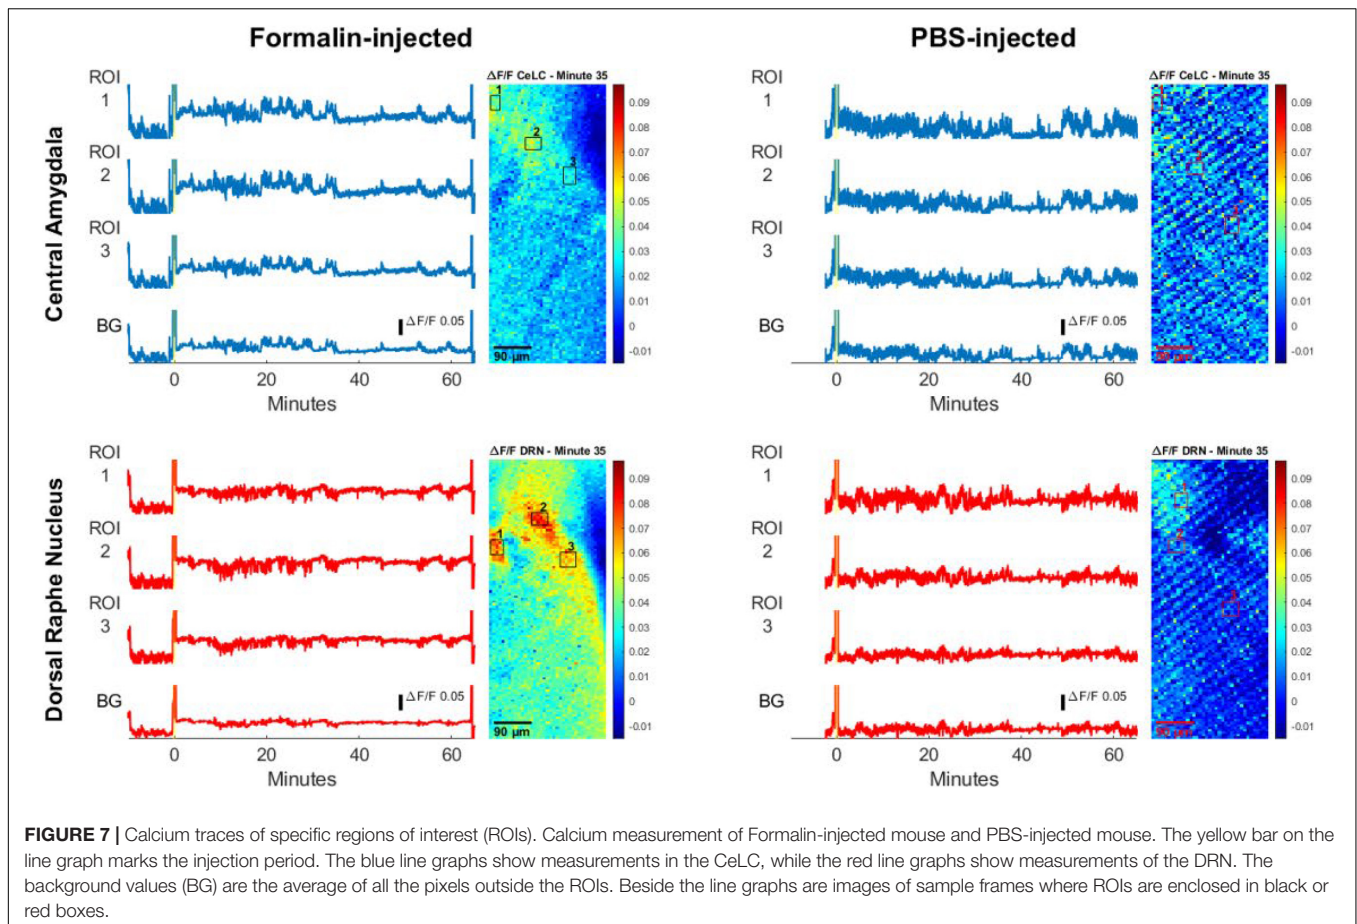 Formalin-injected
PBS-injected
Central Amygdala
ROI
1
ROI
2
ROI
3
BG
ΔF/F 0.05
0
20
40
60
Minutes
ΔF/F CeLC - Minute 35
1
2
3
90 µm
0.09
0.08
0.07
0.06
0.05
0.04
0.03
0.02
0.01
0
-0.01
ROI
1
ROI
2
ROI
3
BG
ΔF/F 0.05
0
20
40
60
Minutes
ΔF/F CeLC - Minute 35
90 µm
0.09
0.08
0.07
0.06
0.05
0.04
0.03
0.02
0.01
0
-0.01
Dorsal Raphe Nucleus
ROI
1
ROI
2
ROI
3
BG
ΔF/F 0.05
0
20
40
60
Minutes
ΔF/F DRN - Minute 35
2
1
3
90 µm
0.09
0.08
0.07
0.06
0.05
0.04
0.03
0.02
0.01
0
-0.01
ROI
1
ROI
2
ROI
3
BG
ΔF/F 0.05
0
20
40
60
Minutes
ΔF/F DRN - Minute 35
1
2
3
90 µm
0.09
0.08
0.07
0.06
0.05
0.04
0.03
0.02
0.01
0
-0.01
FIGURE 7 | Calcium traces of specific regions of interest (ROIs). Calcium measurement of Formalin-injected mouse and PBS-injected mouse. The yellow bar on the
line graph marks the injection period. The blue line graphs show measurements in the CeLC, while the red line graphs show measurements of the DRN. The
background values (BG) are the average of all the pixels outside the ROIs. Beside the line graphs are images of sample frames where ROIs are enclosed in black or
red boxes.